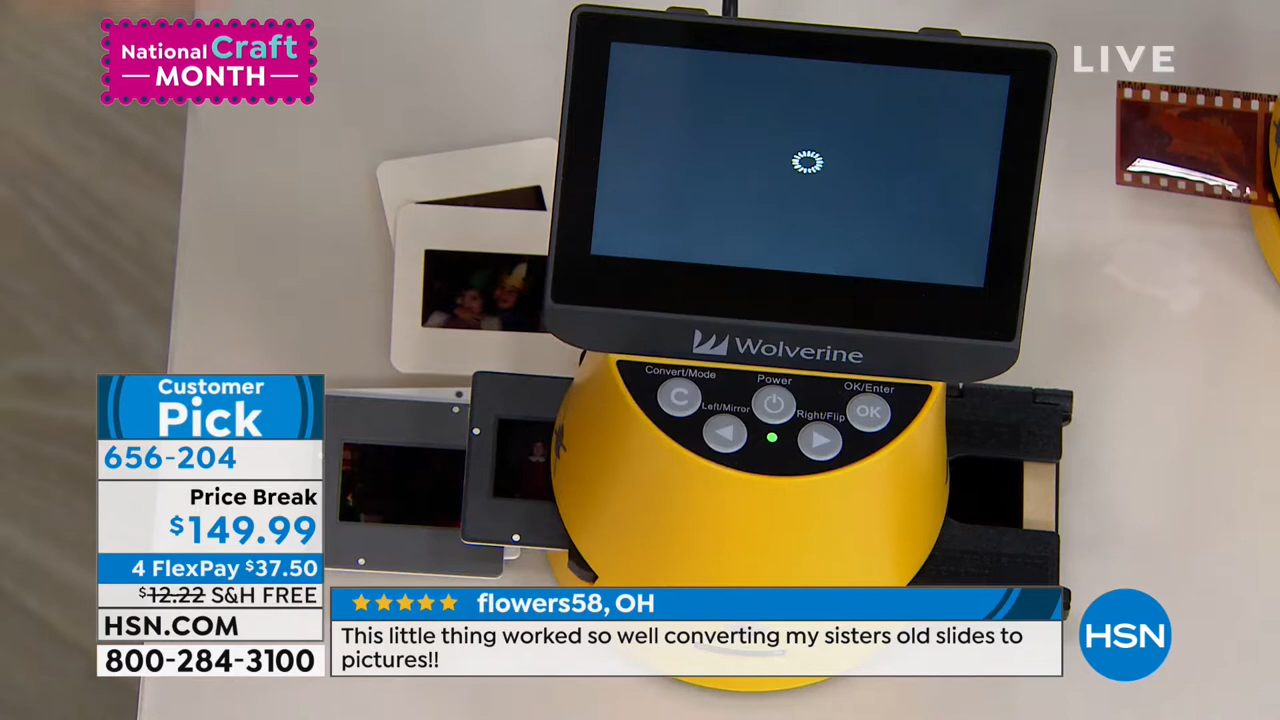 National Craft
MONTH
LIVE
Wolverine
Convert/Mode
Power
OK/Enter
C
OK
Left/Mirror
Right/Flip
Customer
Pick
656-204
Price Break
$149.99
4 FlexPay $37.50
$12.22 S&H FREE
HSN.COM
800-284-3100
flowers58, OH
This little thing worked so well converting my sisters old slides to
pictures!!
HSN